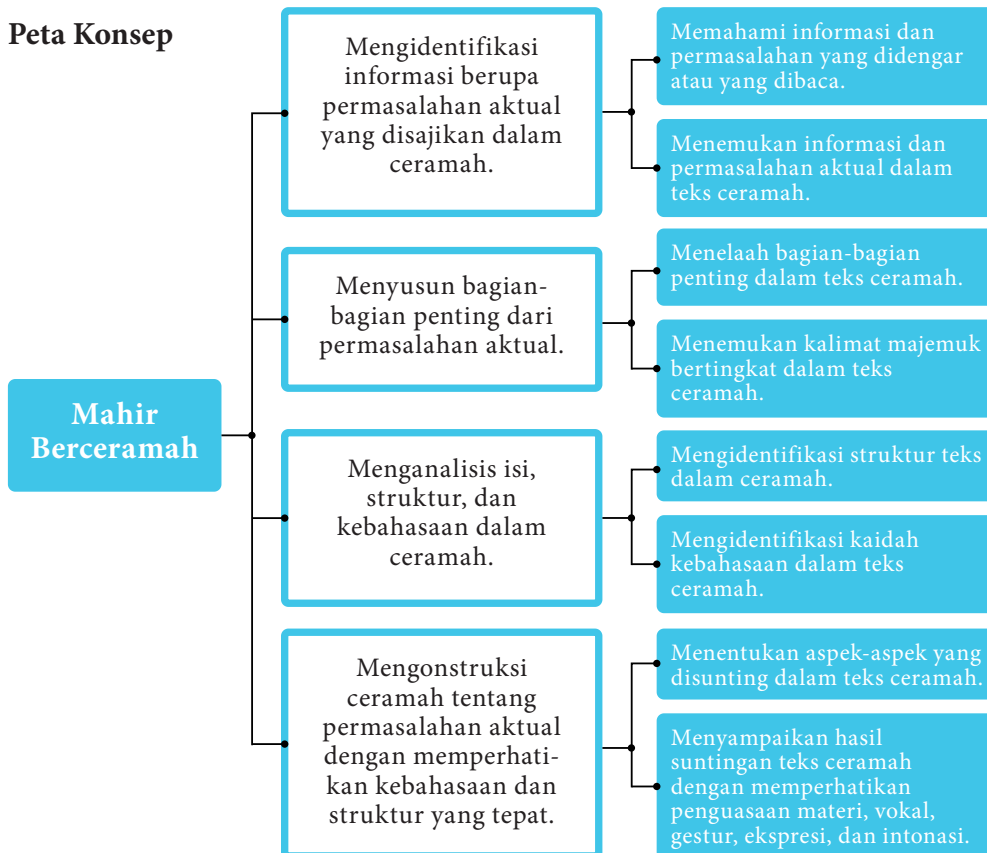 Peta Konsep
Mahir
Berceramah
Mengidentifikasi
informasi berupa
permasalahan aktual
yang disajikan dalam
ceramah.
Memahami informasi dan
permasalahan yang didengar
atau yang dibaca.
Menemukan informasi dan
permasalahan aktual dalam
teks ceramah.
Menyusun bagian-
bagian penting dari
permasalahan aktual.
Menelaah bagian-bagian
penting dalam teks ceramah.
Menemukan kalimat majemuk
bertingkat dalam teks
ceramah.
Menganalisis isi,
struktur, dan
kebahasaan dalam
ceramah.
Mengidentifikasi struktur teks
dalam ceramah.
Mengidentifikasi kaidah
kebahasaan dalam teks
ceramah.
Mengonstruksi
ceramah tentang
permasalahan aktual
dengan memperhati-
kan kebahasaan dan
struktur yang tepat.
Menentukan aspek-aspek yang
disunting dalam teks ceramah.
Menyampaikan hasil
suntingan teks ceramah
dengan memperhatikan
penguasaan materi, vokal,
gestur, ekspresi, dan intonasi.